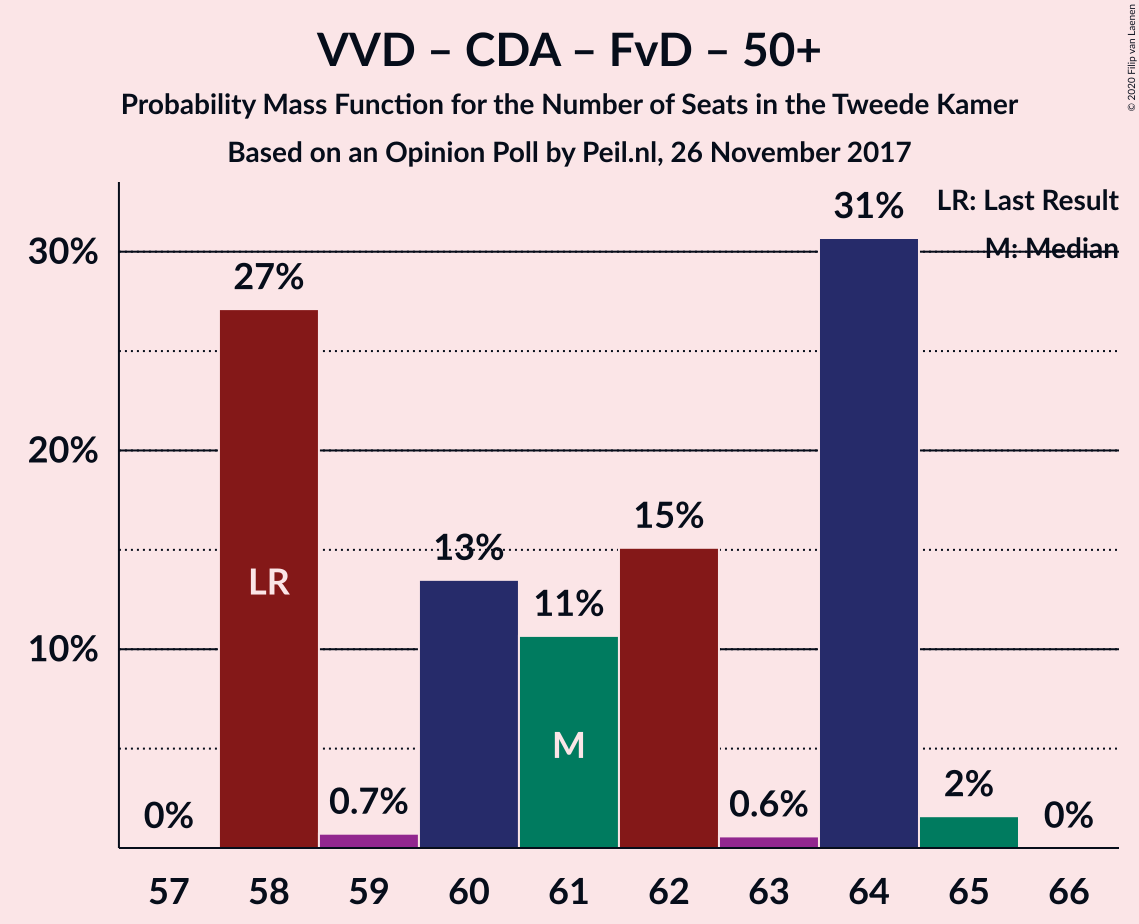 VVD – CDA – FvD – 50+
Probability Mass Function for the Number of Seats in the Tweede Kamer
Based on an Opinion Poll by Peil.nl, 26 November 2017
© 2020 Filip van Laenen
LR: Last Result
M: Median
30%
20%
10%
0%
27%
0.7%
13%
11%
15%
0.6%
31%
2%
0%
LR
M
57 58 59 60 61 62 63 64 65 66